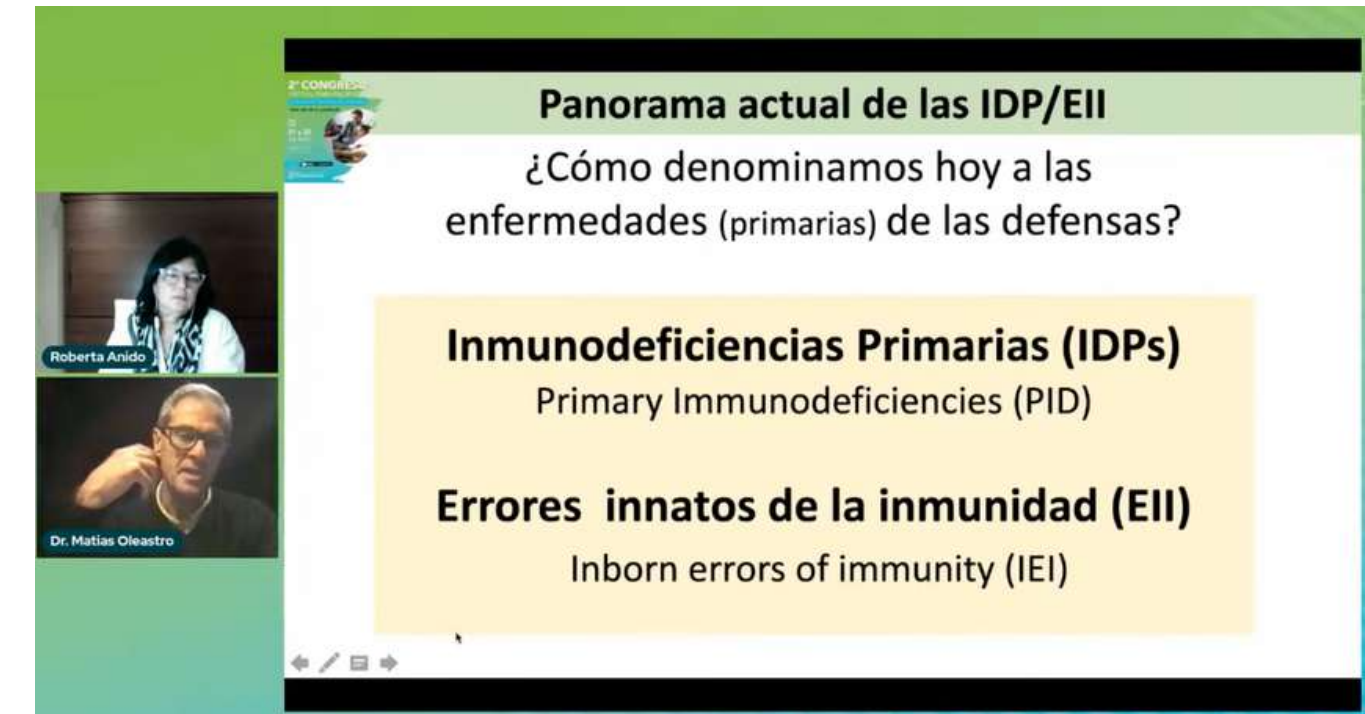 2º CONGRESO
Panorama actual de las IDP/EII
¿Cómo denominamos hoy a las
enfermedades (primarias) de las defensas?
Inmunodeficiencias Primarias (IDPs)
Primary Immunodeficiencies (PID)
Errores innatos de la inmunidad (EII)
Inborn errors of immunity (IEI)
Roberta Anido
Dr. Matias Oleastro